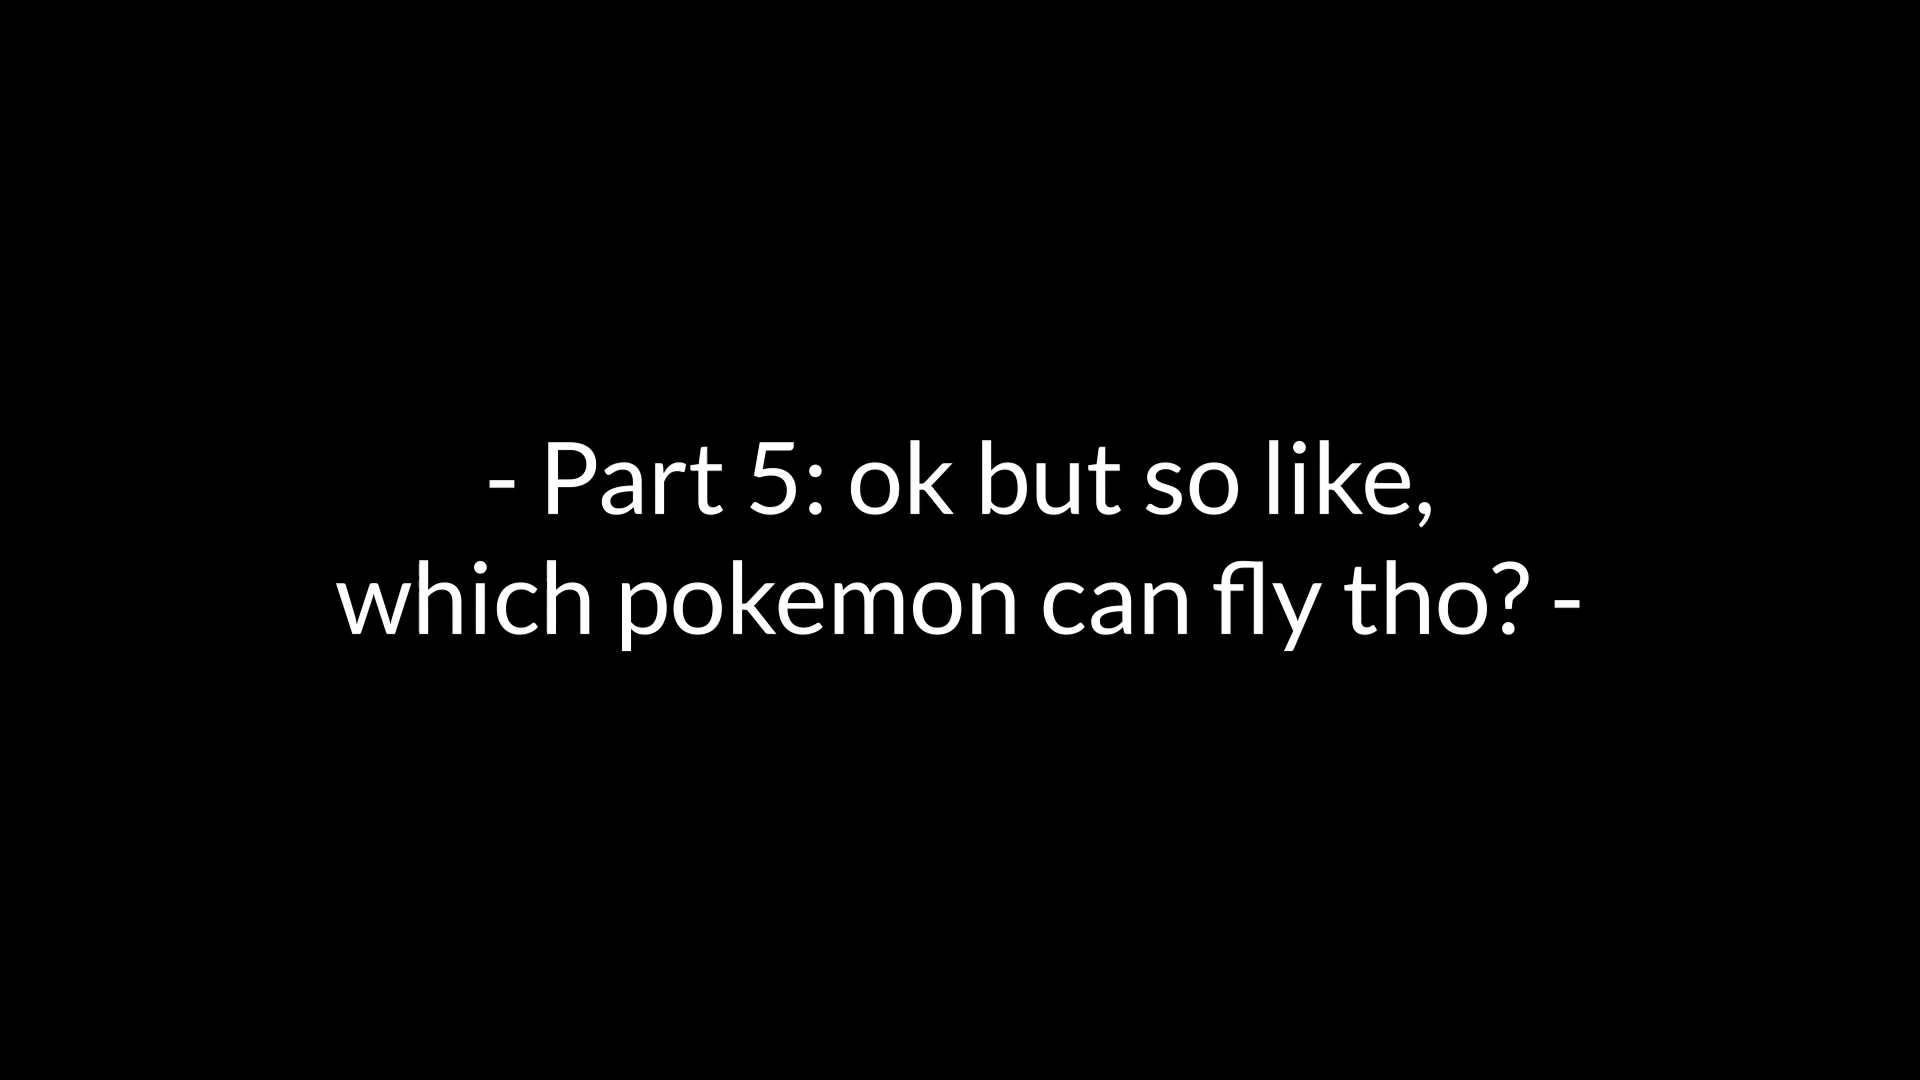 - Part 5: ok but so like,
which pokemon can fly tho? -